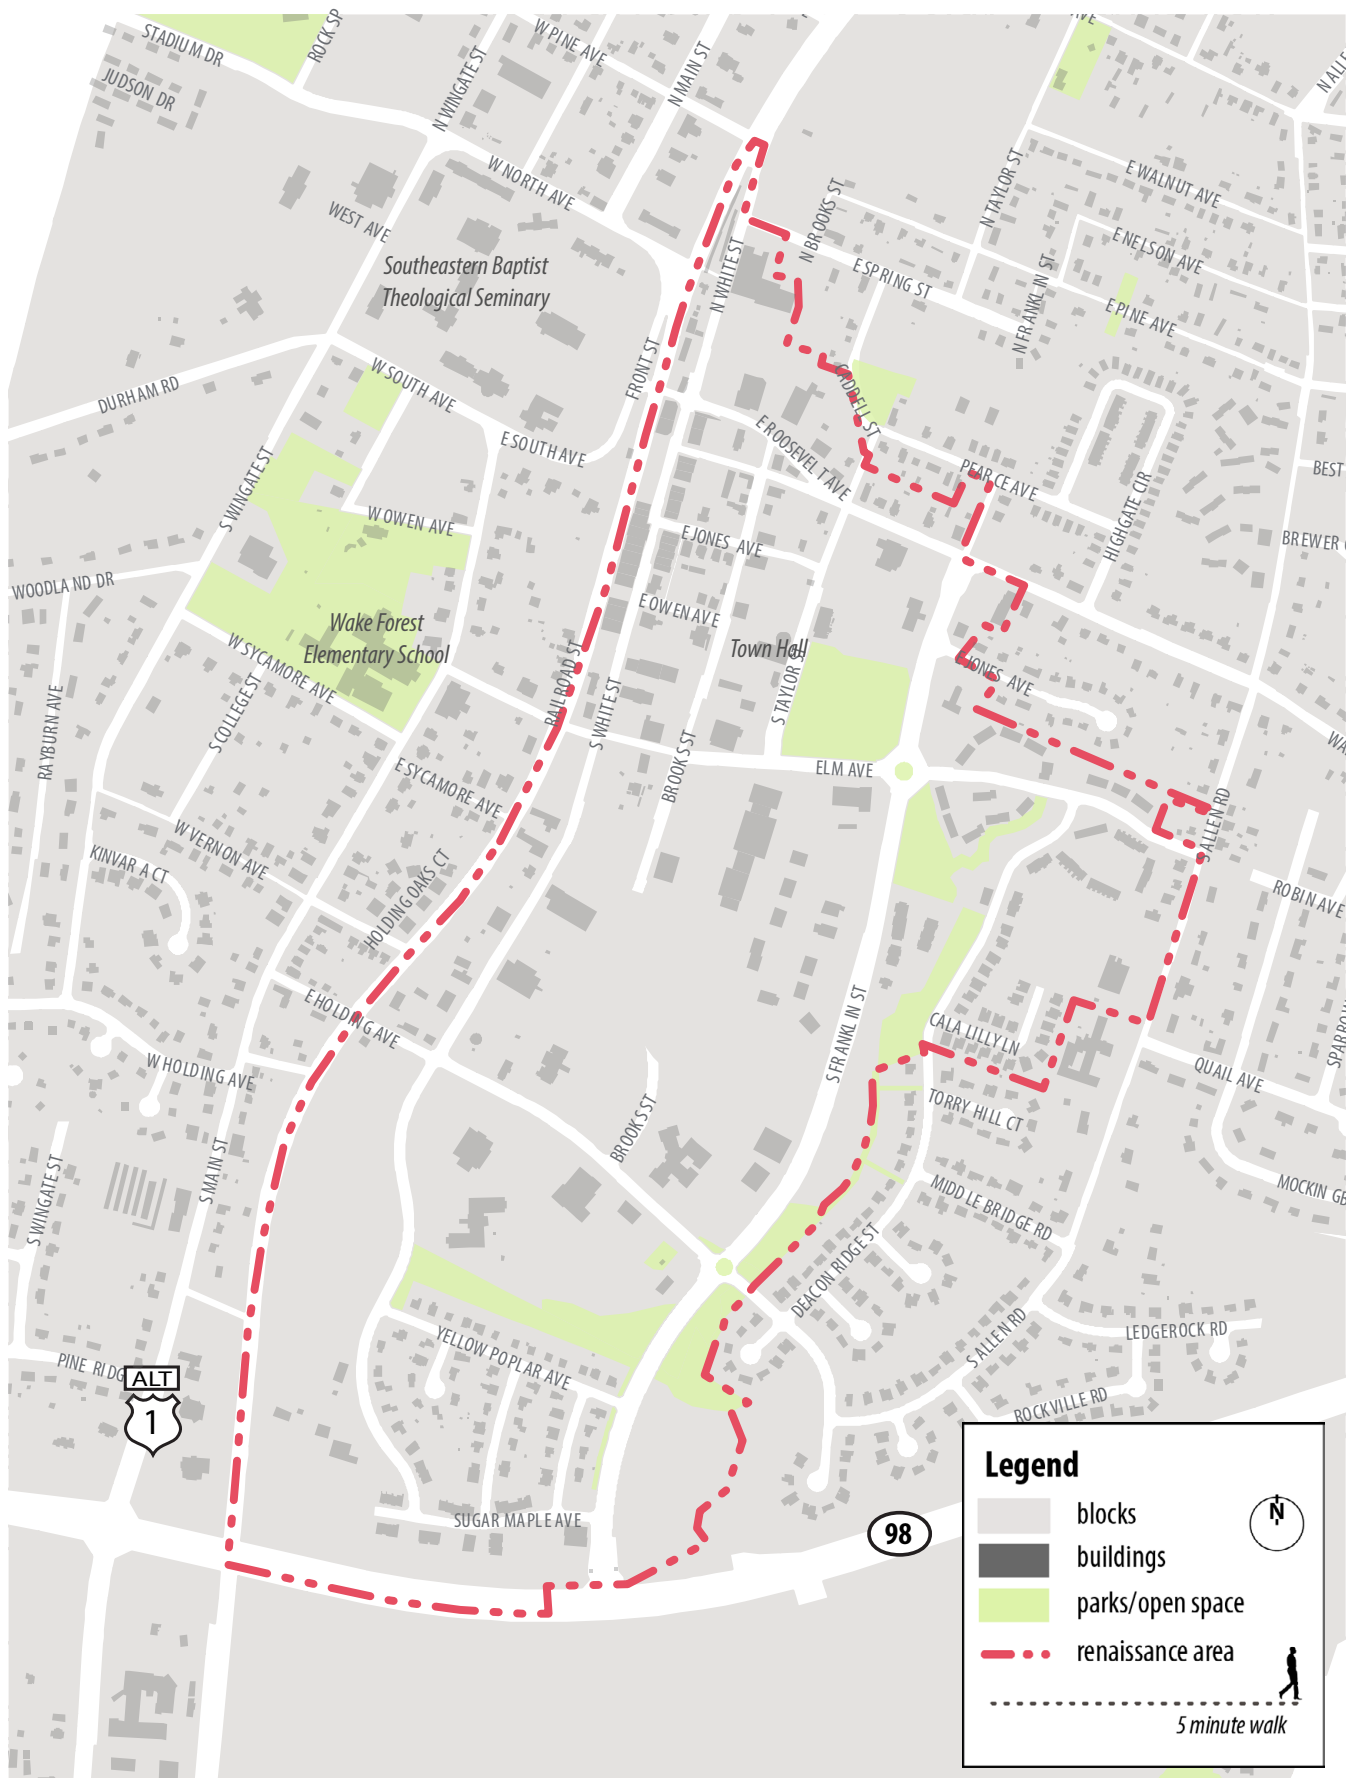 STADIUM DR
ROCK SP
JUDSON DR
N WINGATE ST
W PINE AVE
N MAIN ST
AVE
N ALLE
W NORTH AVE
WEST AVE
Southeastern Baptist
Theological Seminary
N WHITE ST
N BROOKS ST
E SPRING ST
N TAYLOR ST
N FRANKLIN ST
E WALNUT AVE
E NELSON AVE
E PINE AVE
DURHAM RD
W SOUTH AVE
E SOUTH AVE
FRONT ST
CADDELL ST
E ROOSEVELT AVE
PEARCE AVE
HIGHGATE CIR
BEST
BREWER
S WINGATE ST
W OWEN AVE
E JONES AVE
WOODLAND DR
E OWEN AVE
Wake Forest
Elementary School
Town Hall
W SYCAMORE AVE
S COLLEGE ST
RAYBURN AVE
RAILROAD ST
S WHITE ST
S TAYLOR ST
E JONES AVE
WA
BROOKS ST
ELM AVE
E SYCAMORE AVE
S ALLEN RD
W VERNON AVE
KINVARA CT
HOLDING OAKS CT
ROBIN AVE
E HOLDING AVE
S FRANKLIN ST
CALA LILLY LN
SPARROW
W HOLDING AVE
QUAIL AVE
TORRY HILL CT
BROOKS ST
S MAIN ST
S WINGATE ST
MIDDLE BRIDGE RD
MOCKINGB
DEACON RIDGE ST
S ALLEN RD
LEDGEROCK RD
YELLOW POPLAR AVE
PINE RIDG
ALT
1
ROCKVILLE RD
SUGAR MAPLE AVE
98
Legend
N
blocks
buildings
parks/open space
renaissance area
5 minute walk